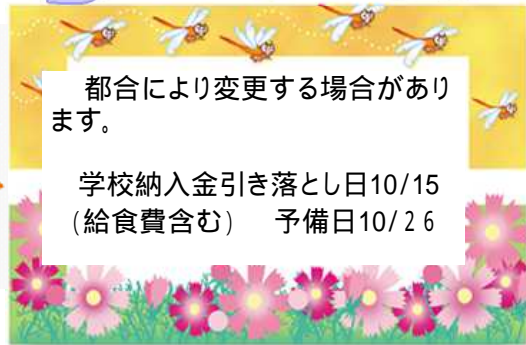 都合により変更する場合があり
ます。
学校納入金引き落とし日10/15
(給食費含む)　予備日10/２６